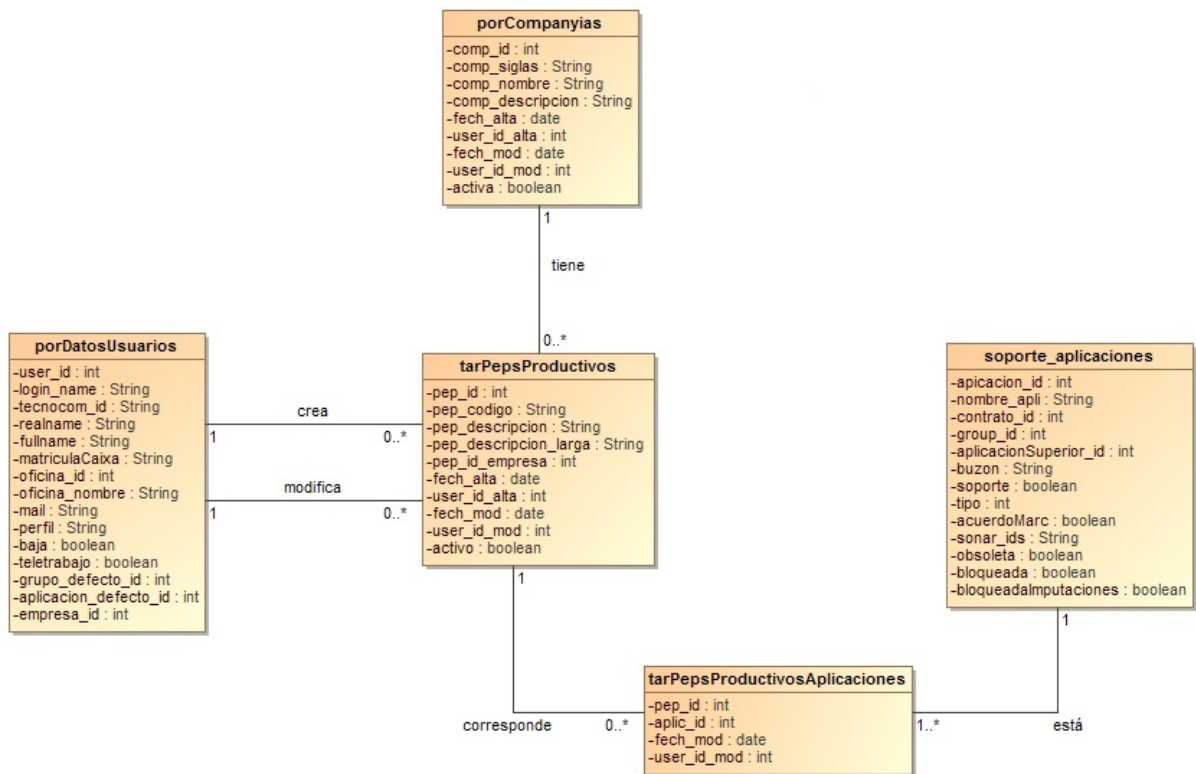 porCompanyias
-comp_id : int
-comp_siglas : String
-comp_nombre : String
-comp_descripcion : String
-fech_alta : date
-user_id_alta : int
-fech_mod : date
-user_id_mod : int
-activa : boolean
1
tiene
0..*
porDatosUsuarios
-user_id : int
-login_name : String
-tecnocom_id : String
-realname : String
-fullname : String
-matriculaCaixa : String
-oficina_id : int
-oficina_nombre : String
-mail : String
-perfil : String
-baja : boolean
-teletrabajo : boolean
-grupo_defecto_id : int
-aplicacion_defecto_id : int
-empresa_id : int
crea
1 0..*
modifica
1 0..*
tarPepsProductivos
-pep_id : int
-pep_codigo : String
-pep_descripcion : String
-pep_descripcion_larga : String
-pep_id_empresa : int
-fech_alta : date
-user_id_alta : int
-fech_mod : date
-user_id_mod : int
-activo : boolean
1
soporte_aplicaciones
-apicacion_id : int
-nombre_apli : String
-contrato_id : int
-group_id : int
-aplicacionSuperior_id : int
-buzon : String
-soporte : boolean
-tipo : int
-acuerdoMarc : boolean
-sonar_ids : String
-obsoleta : boolean
-bloqueada : boolean
-bloqueadaImputaciones : boolean
1
corresponde 0..*
tarPepsProductivosAplicaciones
-pep_id : int
-aplic_id : int
-fech_mod : date
-user_id_mod : int
1..* está